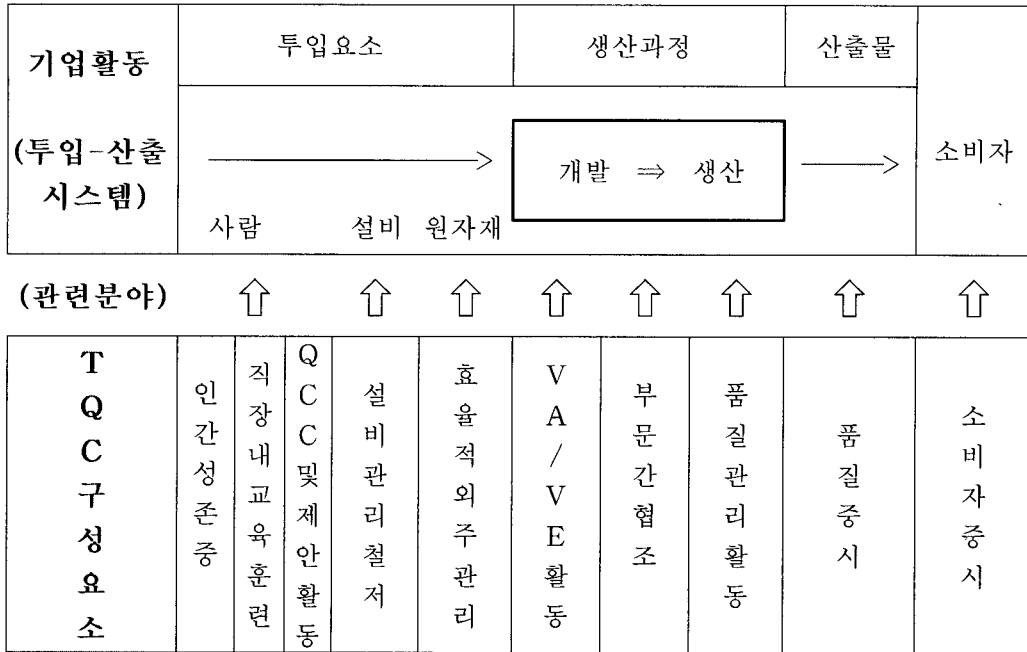 기업활동
(투입-산출
시스템)
투입요소
생산과정
산출물
개발 ⇒ 생산
소비자
사람
설비
원자재
(관련분야)
TQC구성요소
인간성존중
직장내교육훈련
QCC및제안활동
설비관리철저
효율적외주관리
VA/VE활동
부문간협조
품질관리활동
품질중시
소비자중시